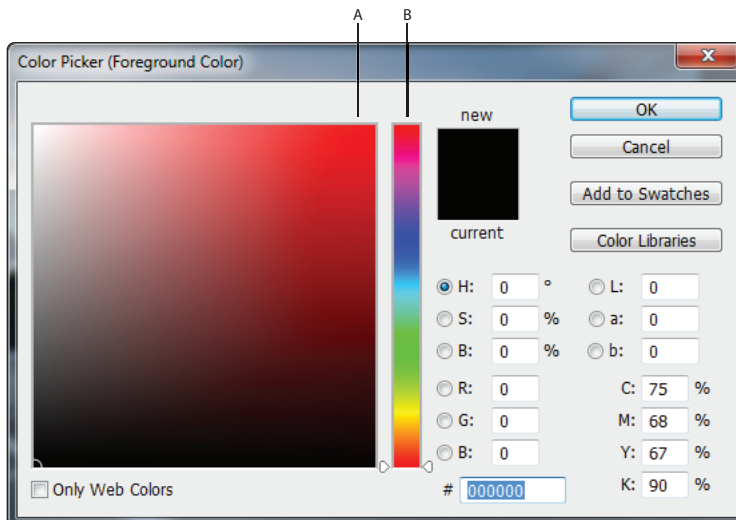 A B
Color Picker (Foreground Color)
x
new
current
OK
Cancel
Add to Swatches
Color Libraries
H: 0 °
S: 0 %
B: 0 %
R: 0
G: 0
B: 0
# 000000
L: 0
a: 0
b: 0
C: 75 %
M: 68 %
Y: 67 %
K: 90 %
Only Web Colors